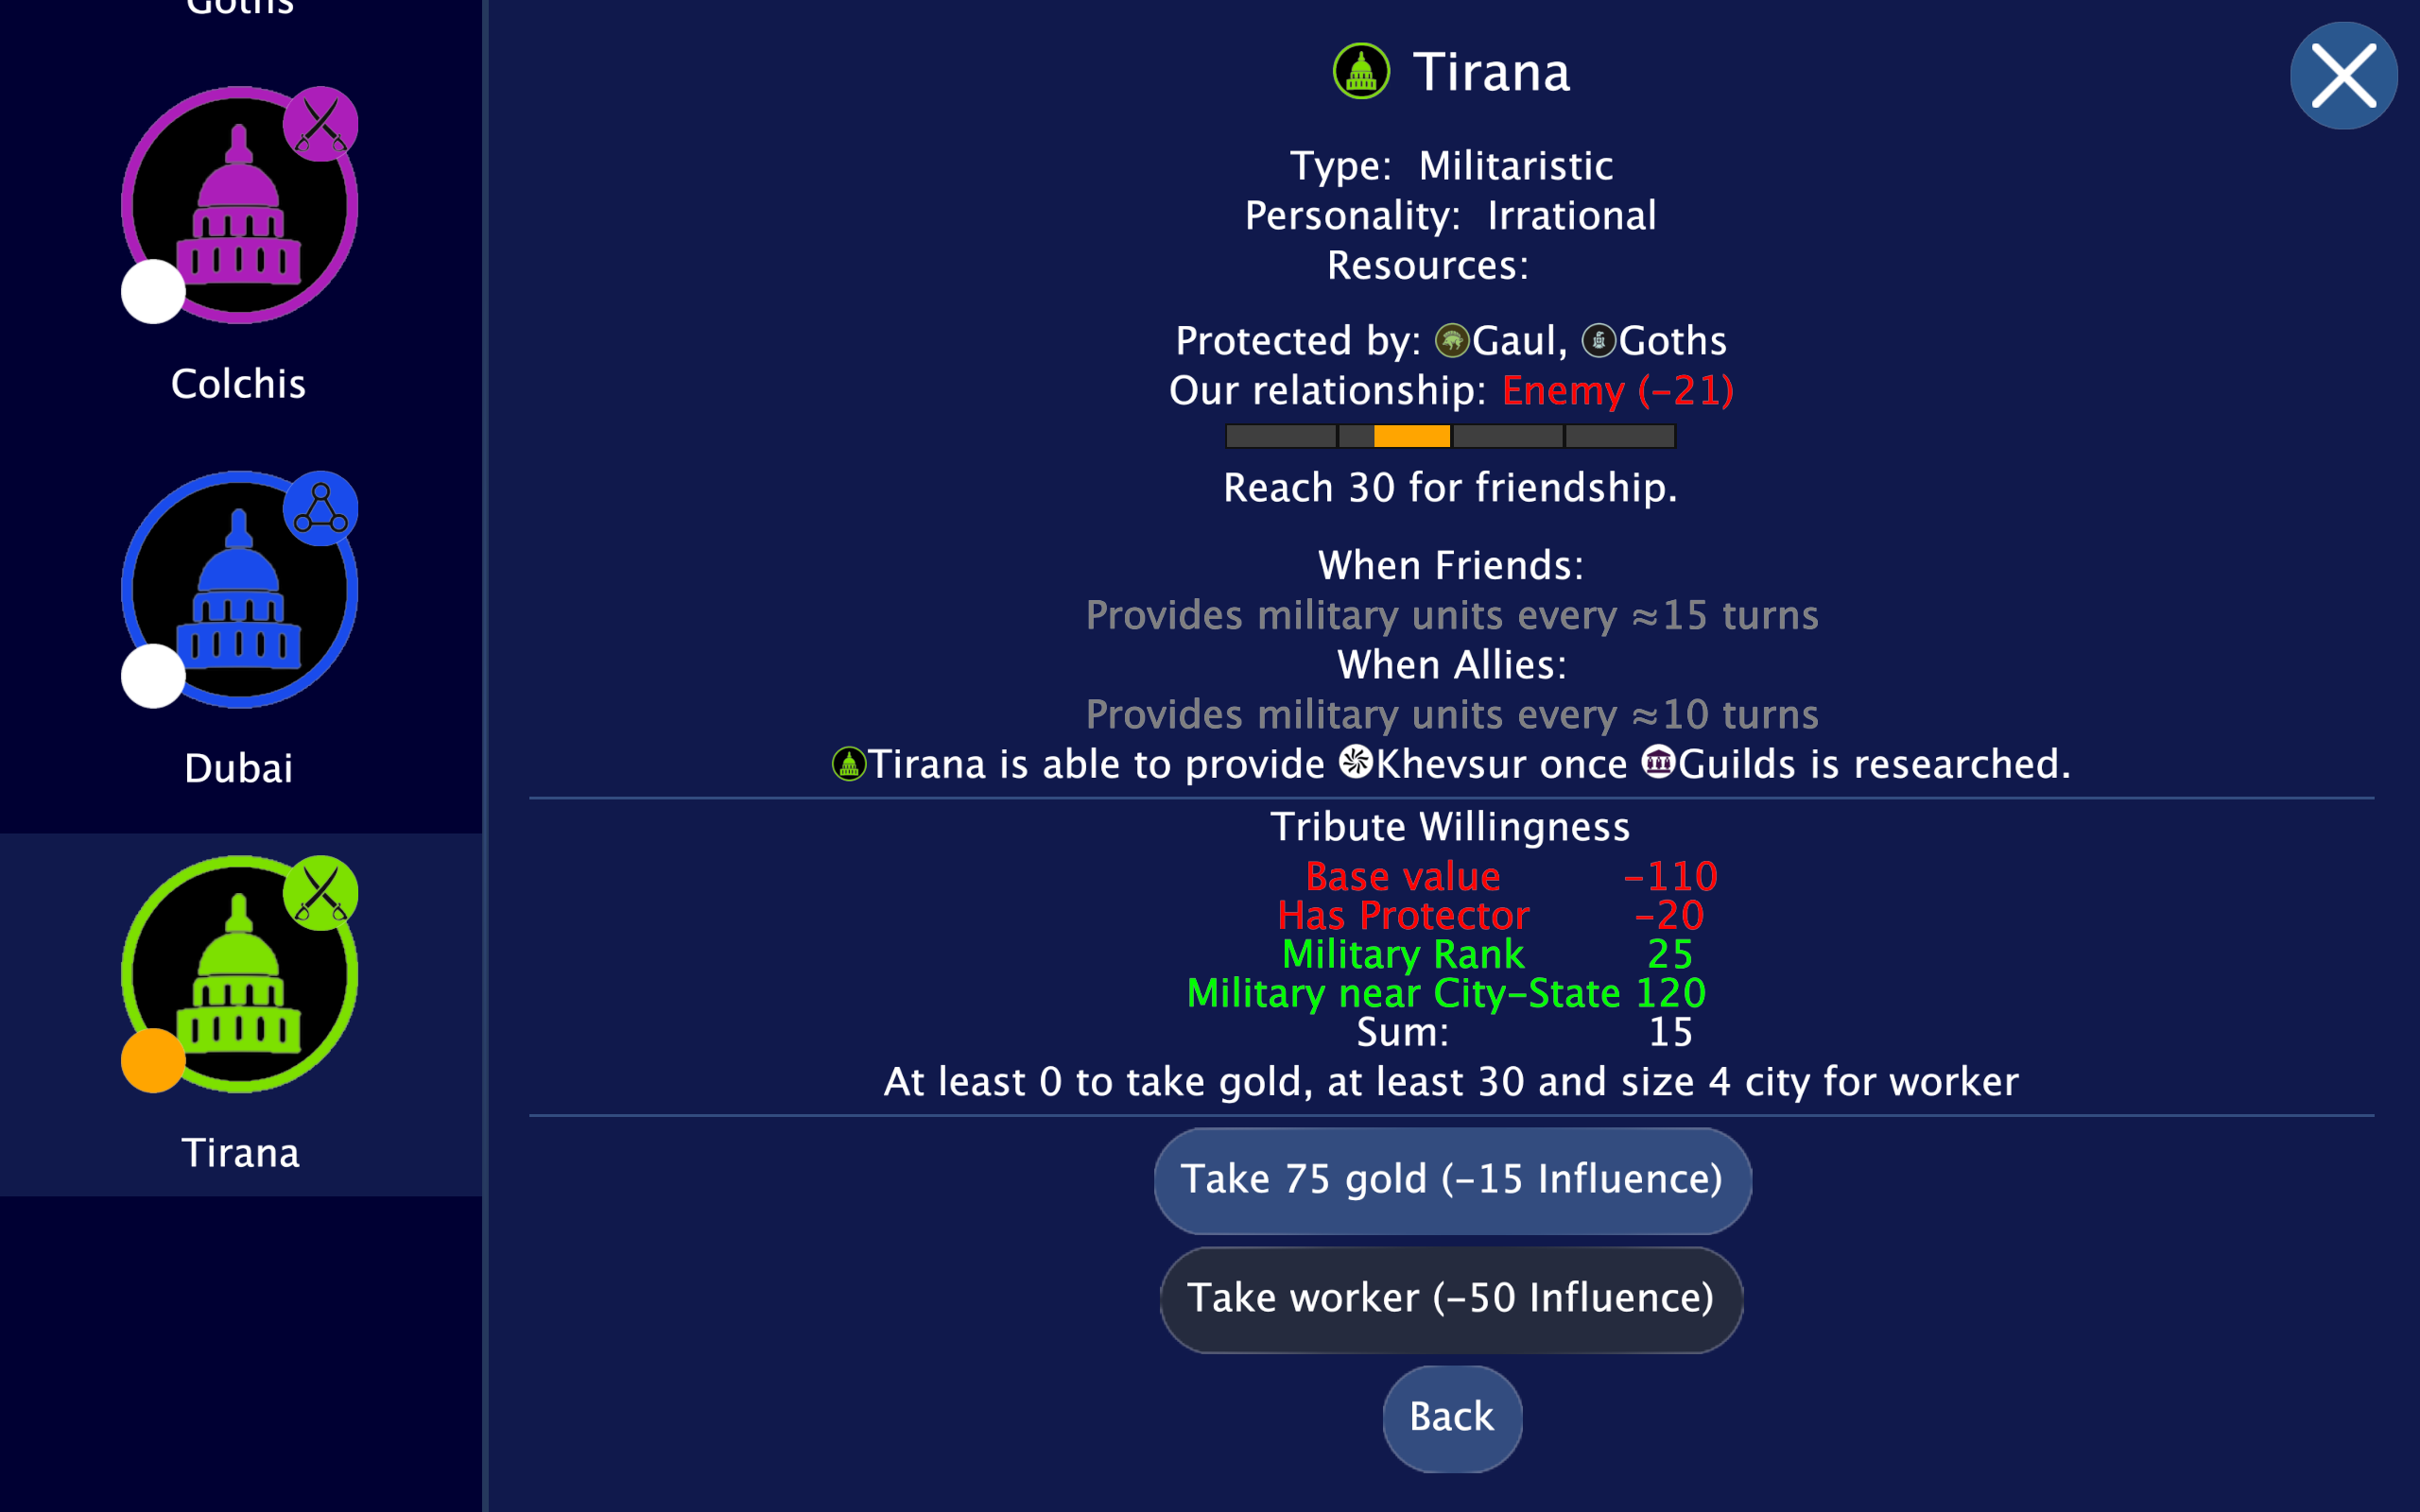 Goths
Colchis
Dubai
Tirana
Tirana
Type: Militaristic
Personality: Irrational
Resources:
Protected by: Gaul, Goths
Our relationship: Enemy (-21)
Reach 30 for friendship.
When Friends:
Provides military units every ≈15 turns
When Allies:
Provides military units every ≈10 turns
Tirana is able to provide Khevsur once Guilds is researched.
Tribute Willingness
Base value -110
Has Protector -20
Military Rank 25
Military near City-State 120
Sum: 15
At least 0 to take gold, at least 30 and size 4 city for worker
Take 75 gold (-15 Influence)
Take worker (-50 Influence)
Back